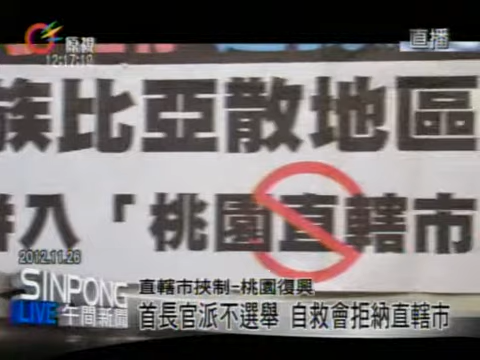 原視
直播
12:17:10
族比亞散地區
併入「桃園直轄市
2012.11.26
SINPONG
直轄市挾制-桃園復興
LIVE 午間新聞
首長官派不選舉 自救會拒納直轄市